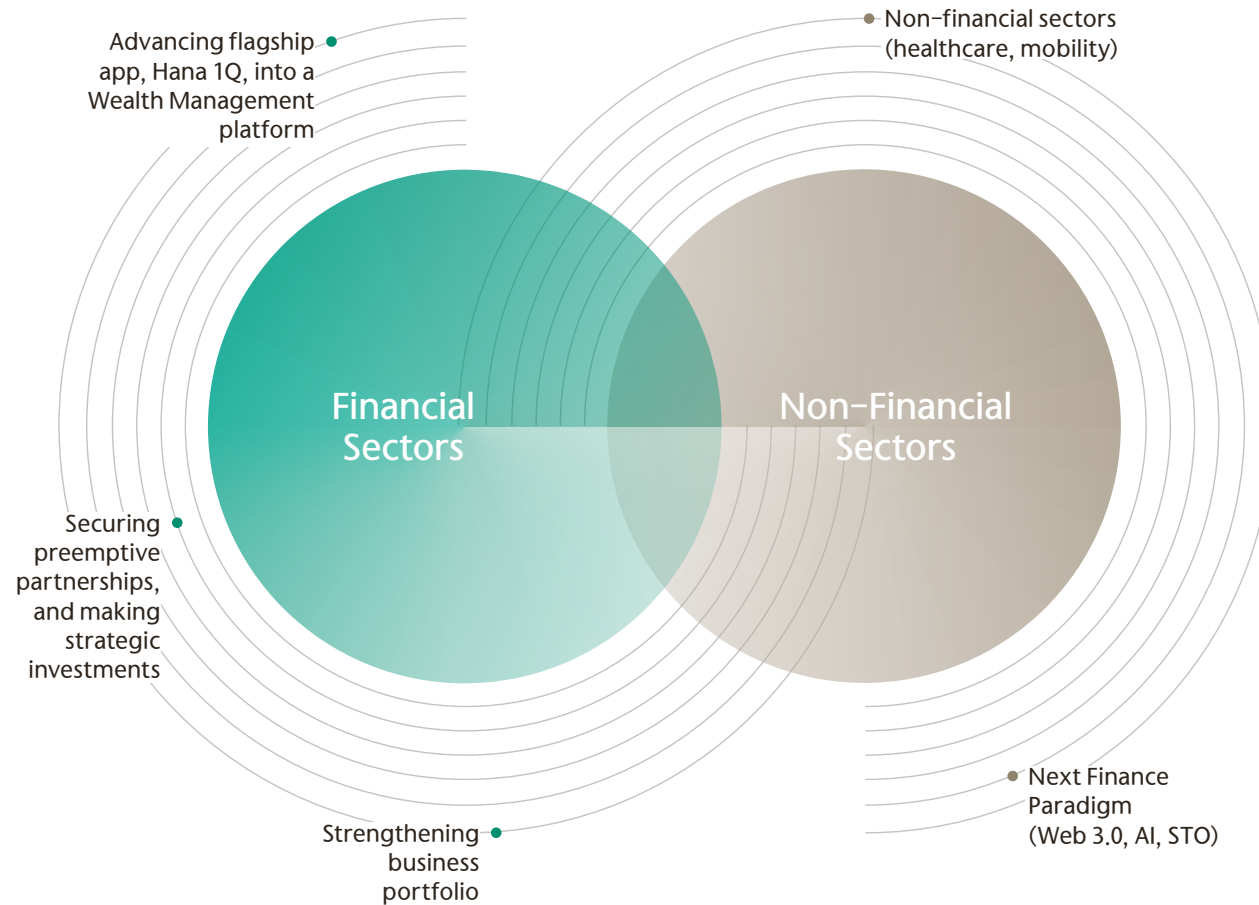 Advancing flagship
app, Hana 1Q, into a
Wealth Management
platform
Non-financial sectors
(healthcare, mobility)
Financial
Sectors
Non-Financial
Sectors
Securing
preemptive
partnerships,
and making
strategic
investments
Strengthening
business
portfolio
Next Finance
Paradigm
(Web 3.0, AI, STO)